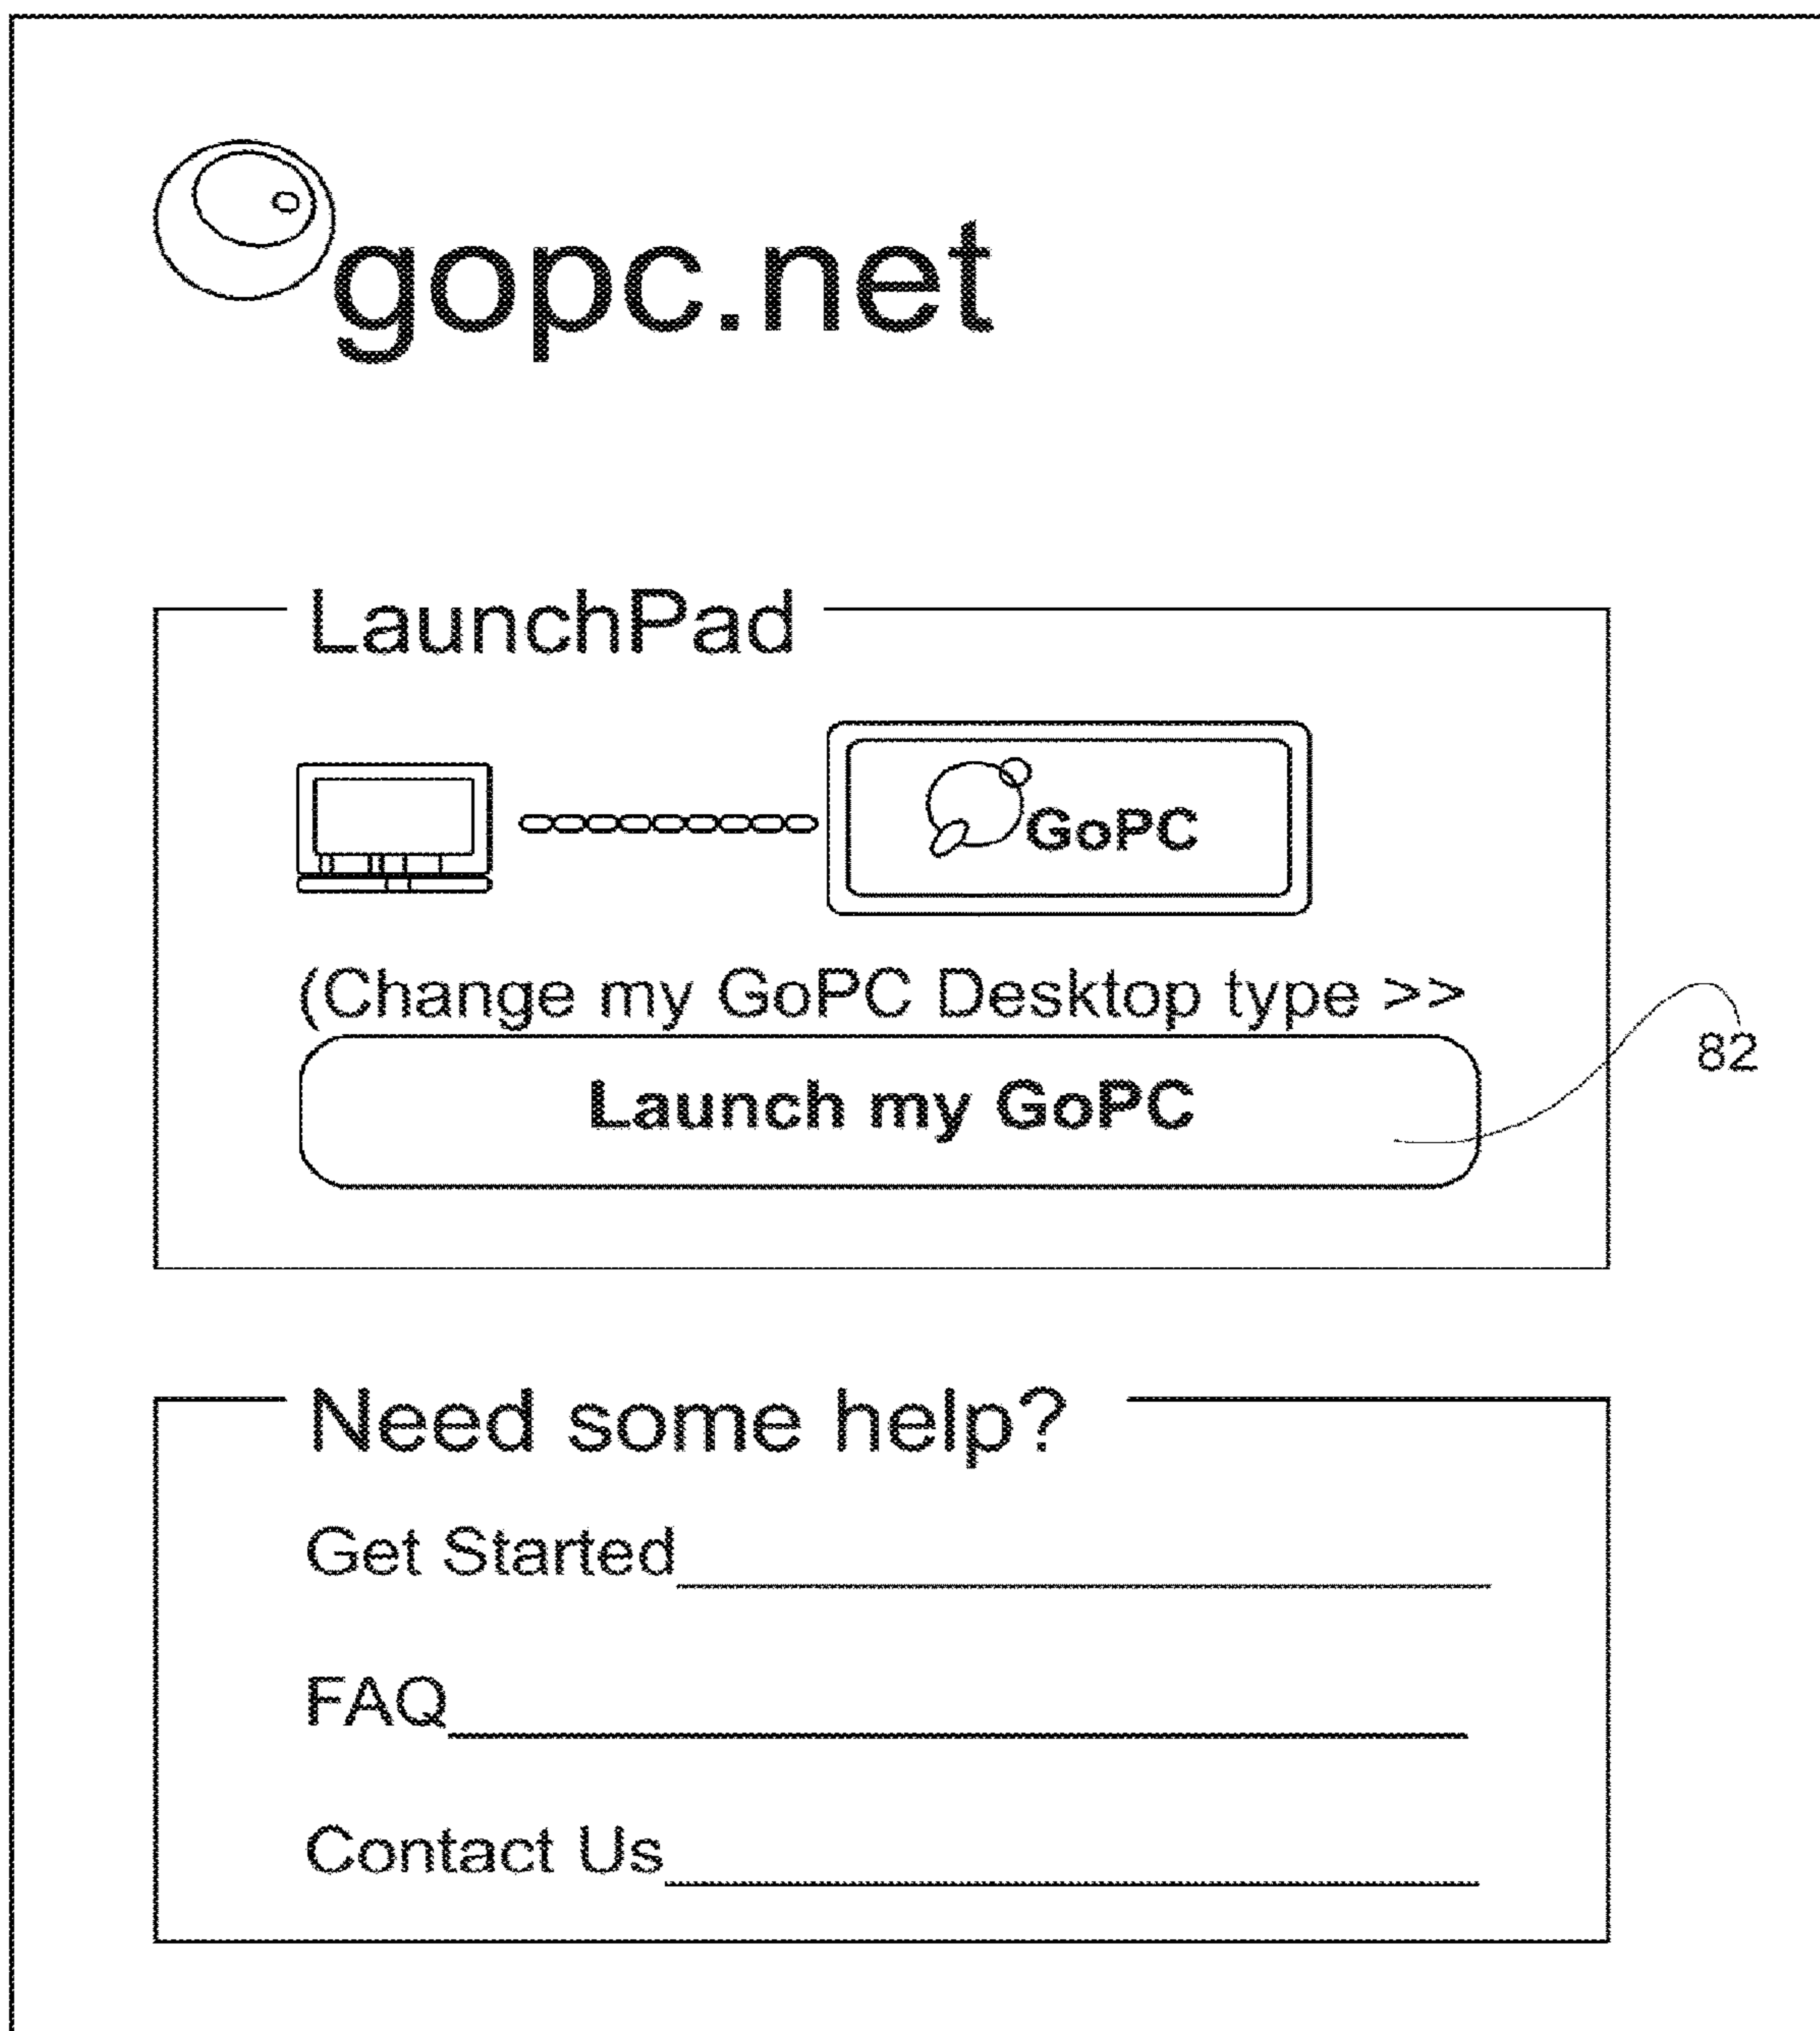 gopc.net
LaunchPad
GoPC
(Change my GoPC Desktop type >>
Launch my GoPC
82
Need some help?
Get Started
FAQ
Contact Us